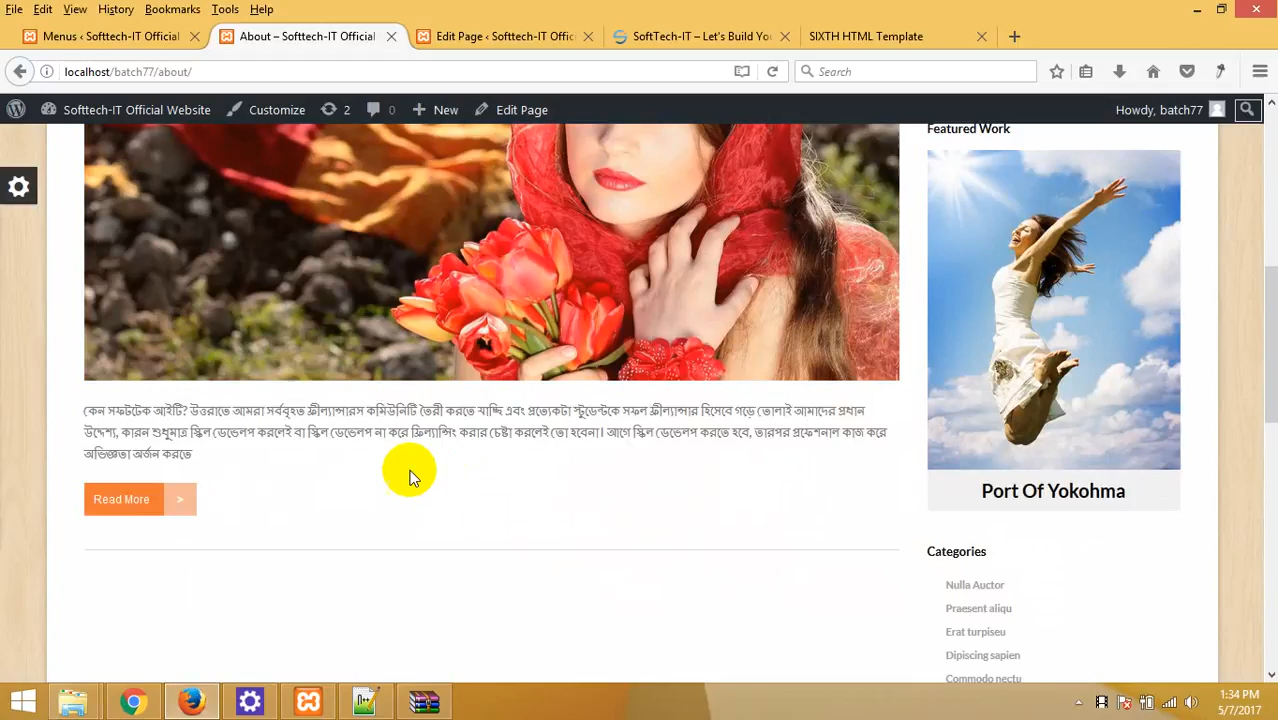 File Edit View History Bookmarks Tools Help
Menus ‹ Softtech-IT Official
About – Softtech-IT Official
Edit Page ‹ Softtech-IT Offic
SoftTech-IT – Let's Build Yo
SIXTH HTML Template
localhost/batch77/about/
Search
Softtech-IT Official Website Customize 2 0 New Edit Page Howdy, batch77
Featured Work
Port Of Yokohma
কেন সফটটেক আইটি? উত্তরাতে আমরা সর্ববৃহত ফ্রীল্যান্সারস কমিউনিটি তৈরী করতে যাচ্ছি এবং প্রত্যেকটা স্টুডেন্টকে সফল ফ্রীল্যান্সার হিসেবে গড়ে তোলাই আমাদের প্রধান
উদ্দেশ্য, কারন শুধুমাত্র স্কিল ডেভেলপ করলেই বা স্কিল ডেভেলপ না করে ফ্রিল্যান্সিং করার চেষ্টা করলেই তো হবেনা। আগে স্কিল ডেভেলপ করতে হবে, তারপর প্রফেশনাল কাজ করে
অভিজ্ঞতা অর্জন করতে
Read More >
Categories
Nulla Auctor
Praesent aliqu
Erat turpiseu
Dipiscing sapien
Commodo nectu
1:34 PM
5/7/2017